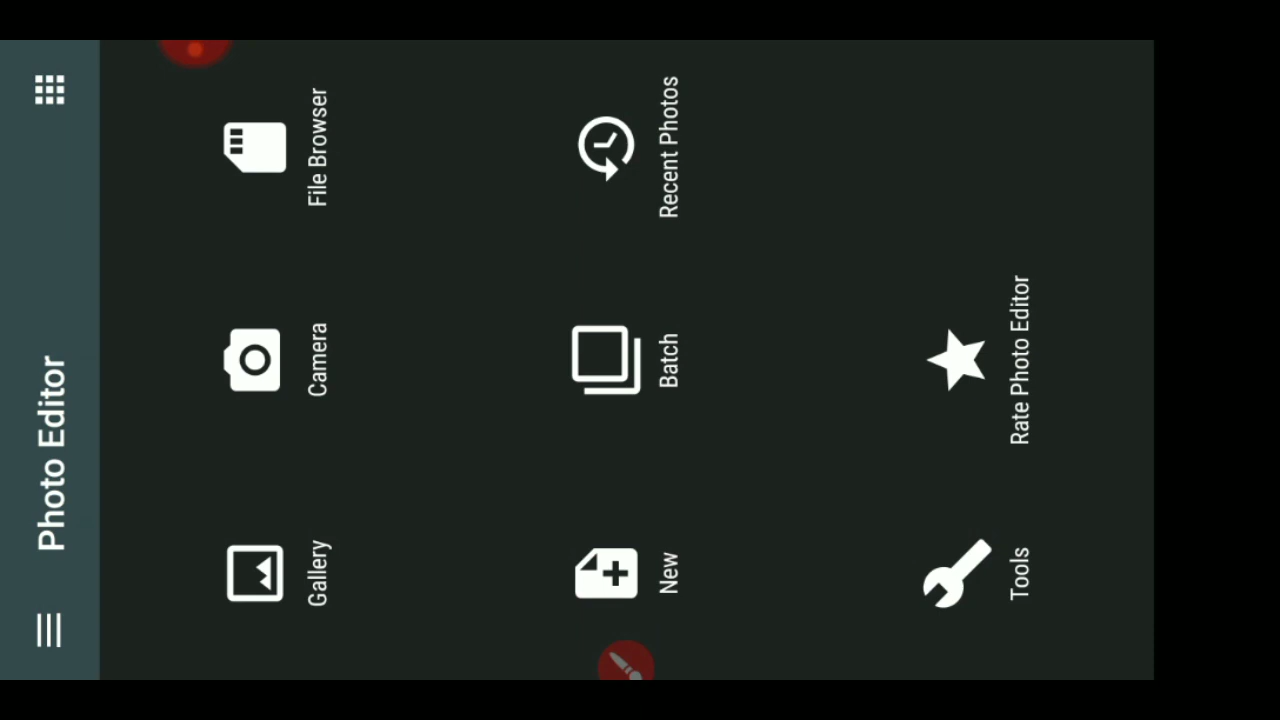 Photo Editor
Gallery
Camera
File Browser
New
Batch
Recent Photos
Tools
Rate Photo Editor